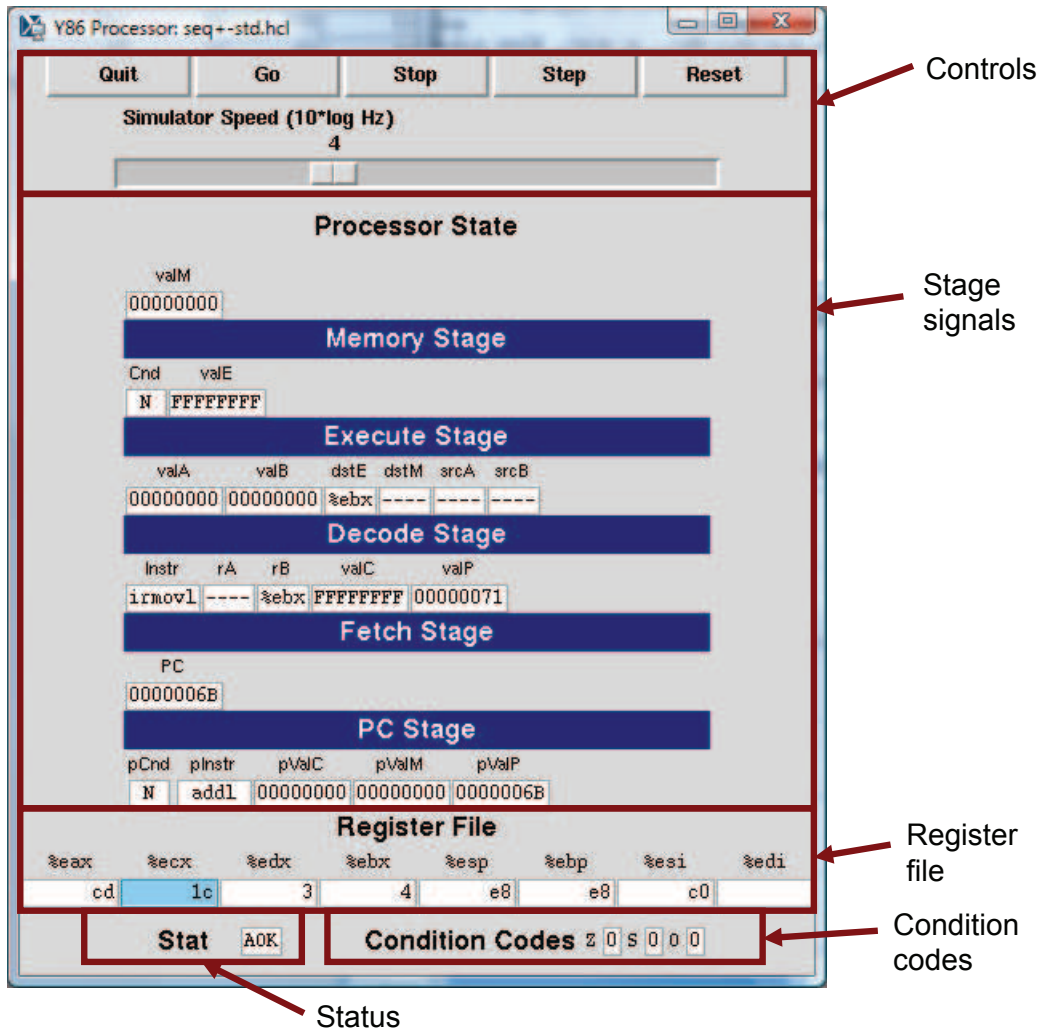 Y86 Processor: seq+-std.hcl
Quit Go Stop Step Reset
Controls
Simulator Speed (10*log Hz)
4
Processor State
Stage
signals
valM
00000000
Memory Stage
Cnd valE
N FFFFFFFF
Execute Stage
valA valB dstE dstM srcA srcB
00000000 00000000 %ebx ---- ---- ----
Decode Stage
Instr rA rB valC valP
irmovl ---- %ebx FFFFFFFF 00000071
Fetch Stage
PC
0000006B
PC Stage
pCnd pInstr pValC pValM pValP
N addl 00000000 00000000 0000006B
Register File
Register
file
%eax %ecx %edx %ebx %esp %ebp %esi %edi
cd 1c 3 4 e8 e8 c0
Stat AOK Condition Codes Z 0 S 0 0 0
Condition
codes
Status